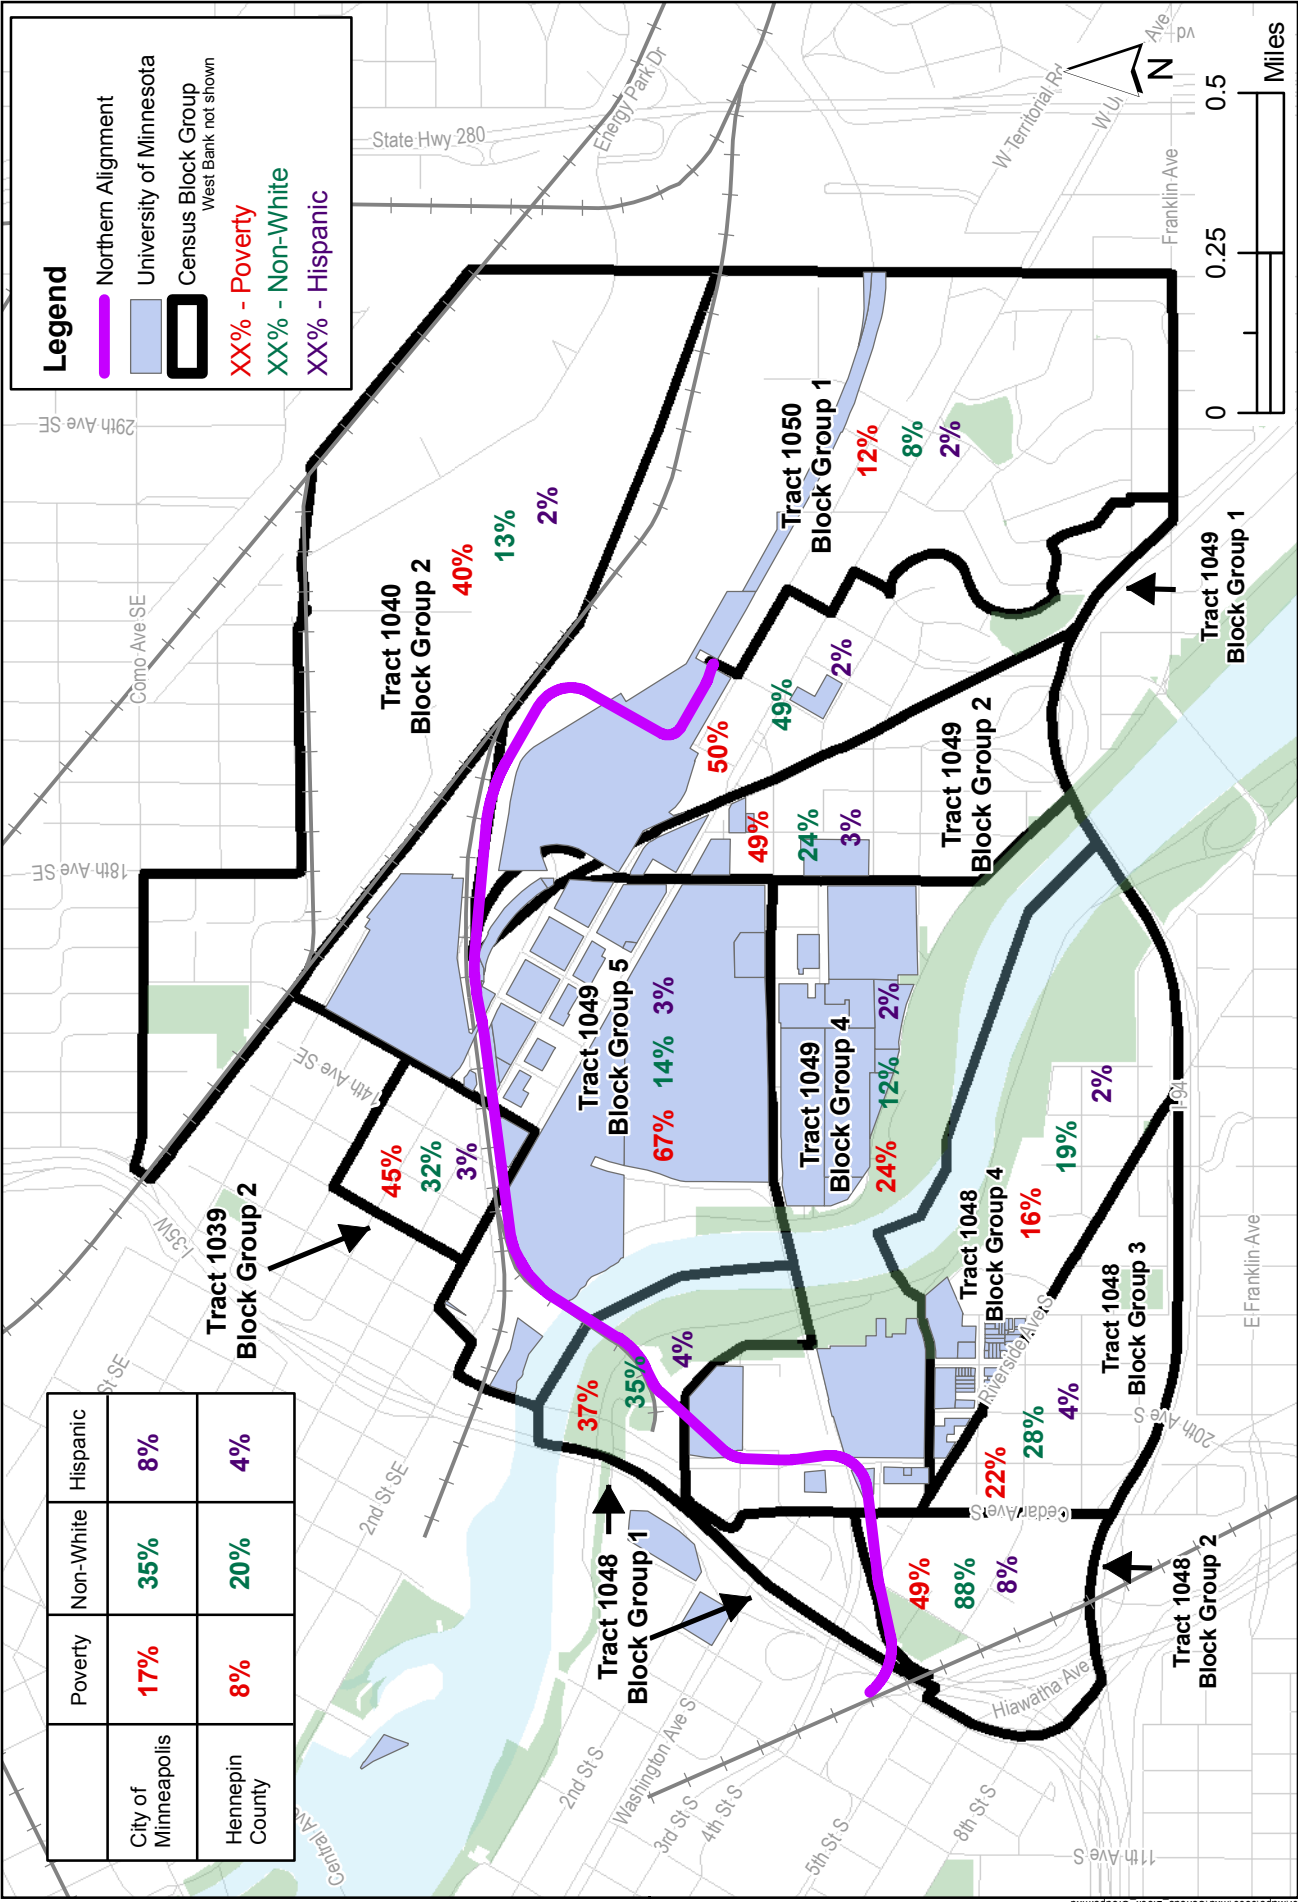 Poverty
Non-White
Hispanic
City of
Minneapolis
17%
35%
8%
Hennepin
County
8%
20%
4%
Legend
Northern Alignment
University of Minnesota
Census Block Group
West Bank not shown
XX% - Poverty
XX% - Non-White
XX% - Hispanic
Tract 1039
Block Group 2
45%
32%
3%
Tract 1040
Block Group 2
40%
13%
2%
Tract 1050
Block Group 1
12%
8%
2%
Tract 1049
Block Group 1
50%
49%
2%
Tract 1049
Block Group 2
49%
24%
3%
Tract 1049
Block Group 5
67%
14%
3%
Tract 1049
Block Group 4
24%
12%
2%
Tract 1048
Block Group 1
37%
35%
4%
Tract 1048
Block Group 4
16%
19%
2%
Tract 1048
Block Group 3
22%
28%
4%
Tract 1048
Block Group 2
49%
88%
8%
Central Ave
2nd St SE
St SE
I-35W
14th Ave SE
18th Ave SE
Como Ave SE
29th Ave SE
State Hwy 280
Energy Park Dr
W Territorial Rd
W U
Ave
vd
Franklin Ave
2nd St S
Washington Ave S
3rd St S
4th St S
5th St S
8th St S
11th Ave S
Hiawatha Ave
Cedar Ave S
Riverside Ave S
20th Ave S
E Franklin Ave
I-94
N
0
0.25
0.5
Miles